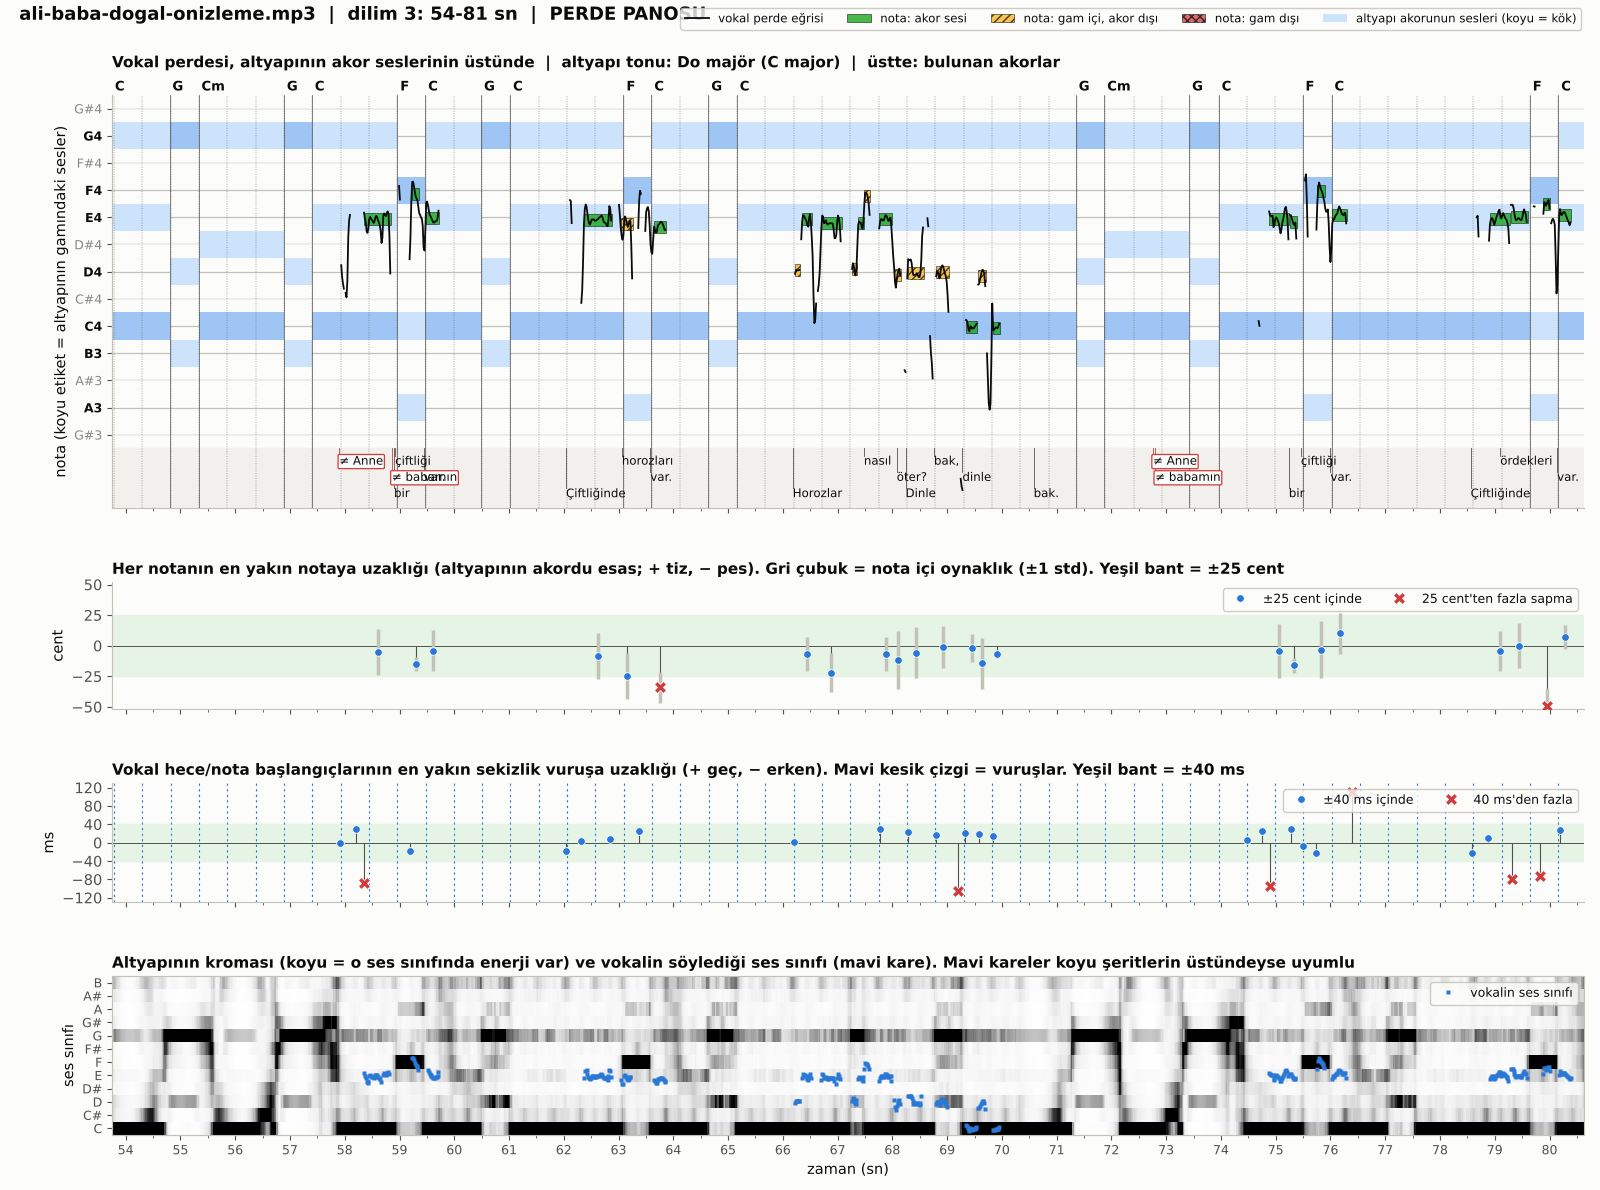 ali-baba-dogal-onizleme.mp3 | dilim 3: 54-81 sn | PERDE PANOSU
vokal perde eğrisi
nota: akor sesi
nota: gam içi, akor dışı
nota: gam dışı
altyapı akorunun sesleri (koyu = kök)
Vokal perdesi, altyapının akor seslerinin üstünde | altyapı tonu: Do majör (C major) | üstte: bulunan akorlar
C G Cm G C F C G C F C G C G Cm G C F C F C
nota (koyu etiket = altyapının gamındaki sesler)
G#4
G4
F#4
F4
E4
D#4
D4
C#4
C4
B3
A#3
A3
G#3
≠ Anne çiftliği horozları nasıl bak, ≠ Anne çiftliği ördekleri
≠ babamın var. var. öter? dinle ≠ babamın var. var.
bir Çiftliğinde Horozlar Dinle bak. bir Çiftliğinde
Her notanın en yakın notaya uzaklığı (altyapının akordu esas; + tiz, − pes). Gri çubuk = nota içi oynaklık (±1 std). Yeşil bant = ±25 cent
±25 cent içinde
25 cent'ten fazla sapma
cent
50
25
0
−25
−50
Vokal hece/nota başlangıçlarının en yakın sekizlik vuruşa uzaklığı (+ geç, − erken). Mavi kesik çizgi = vuruşlar. Yeşil bant = ±40 ms
±40 ms içinde
40 ms'den fazla
ms
120
80
40
0
−40
−80
−120
Altyapının kroması (koyu = o ses sınıfında enerji var) ve vokalin söylediği ses sınıfı (mavi kare). Mavi kareler koyu şeritlerin üstündeyse uyumlu
vokalin ses sınıfı
ses sınıfı
B
A#
A
G#
G
F#
F
E
D#
D
C#
C
54 55 56 57 58 59 60 61 62 63 64 65 66 67 68 69 70 71 72 73 74 75 76 77 78 79 80
zaman (sn)